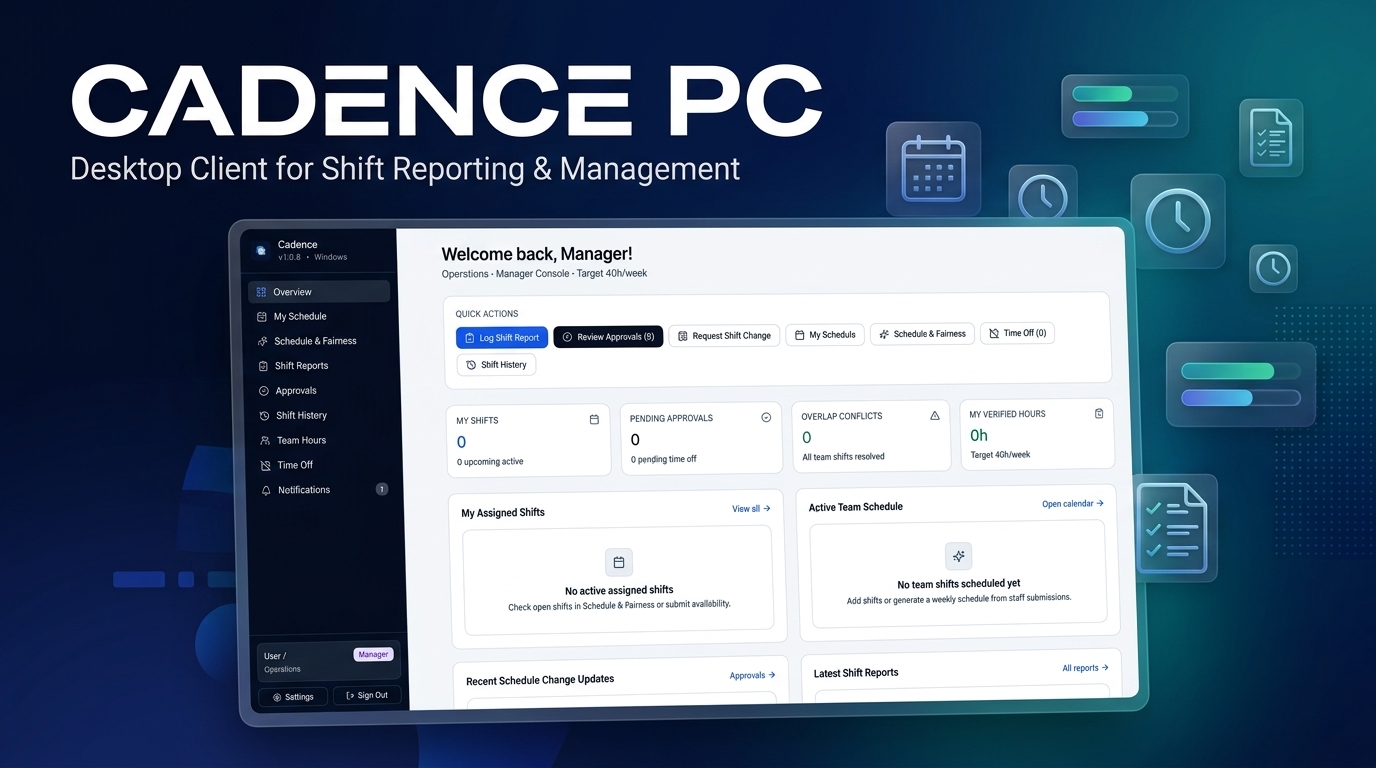 CADENCE PC
Desktop Client for Shift Reporting & Management
Cadence
v1.0.8 • Windows
Overview
My Schedule
Schedule & Fairness
Shift Reports
Approvals
Shift Histery
Team Hours
Time Off
Notifications 1
User /
Operstions
Manager
Settings
Sign Out
Welcome back, Manager!
Operstions · Manager Console · Target 40h/week
QUICK ACTIONS
Log Shift Report
Review Approvals (9)
Request Shift Change
My Scheduls
Schedule & Fairness
Time Off (0)
Shift Histery
MY SHIFTS
0
0 upcoming active
PENDING APPROVALS
0
0 pending time off
OVERLAP CONFLICTS
0
All team shifts resolved
MY VERIFIED HOURS
0h
Target 40h/week
My Assigned Shifts
View all →
No active assigned shifts
Check open shifts in Schedule & Pairness or submit availability.
Active Team Schedule
Open calendar →
No team shifts scheduled yet
Add shifts or generate a weekly schedule from staff submissions.
Recent Schedule Change Updates
Approvals →
Latest Shift Reports
All reports →